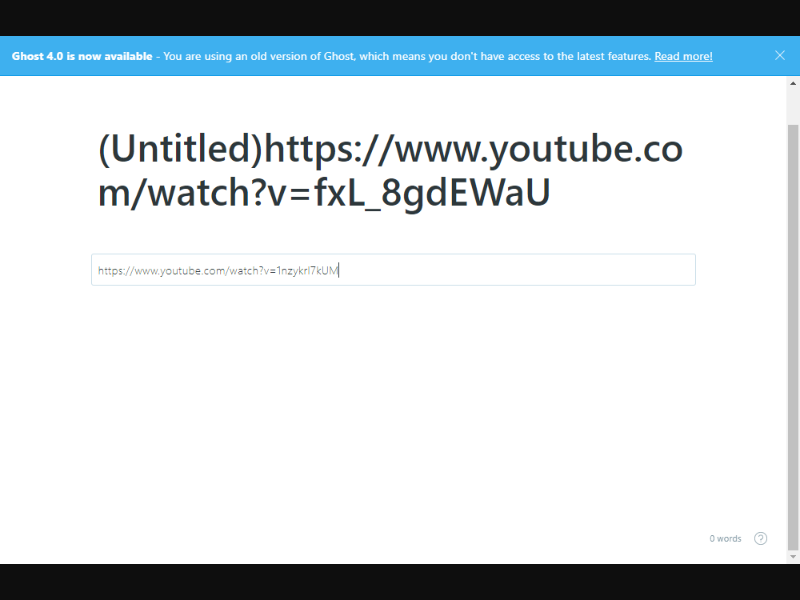 Ghost 4.0 is now available - You are using an old version of Ghost, which means you don't have access to the latest features. Read more!
(Untitled)https://www.youtube.co
m/watch?v=fxL_8gdEWaU
https://www.youtube.com/watch?v=1nzykrl7kUM
0 words
?